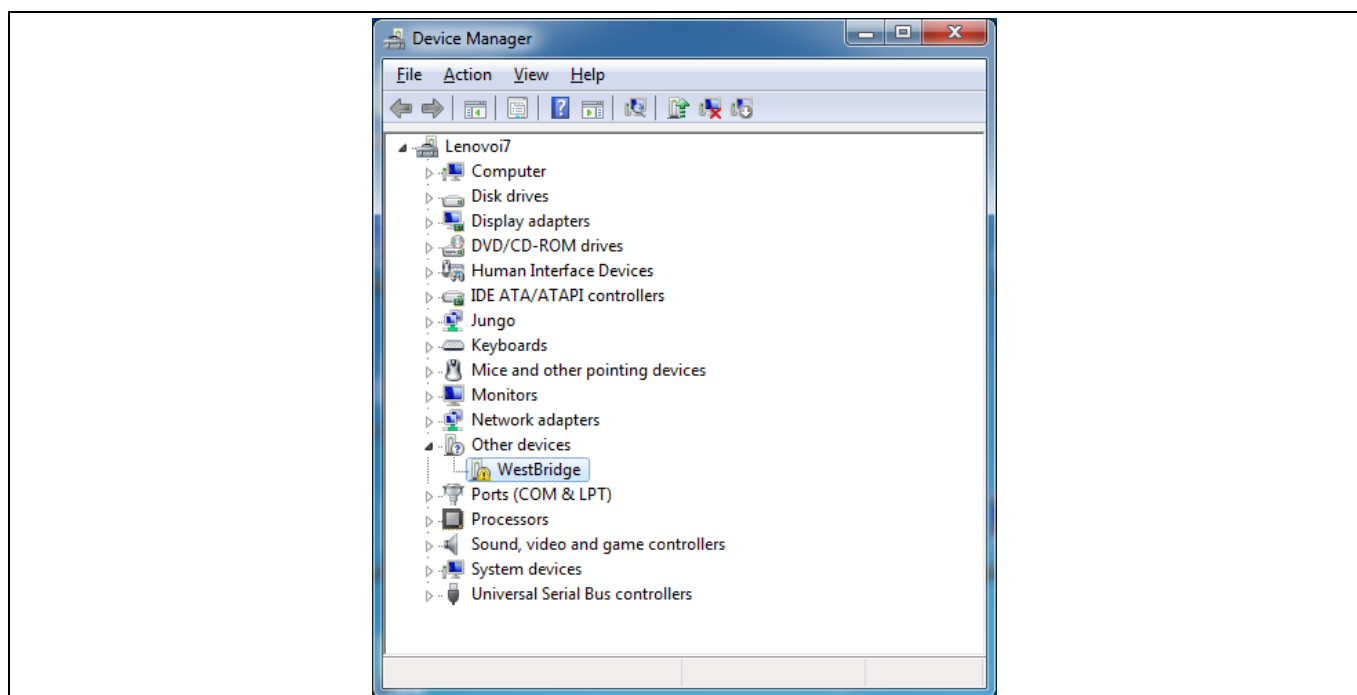 Device Manager
File Action View Help
Lenovoi7
Computer
Disk drives
Display adapters
DVD/CD-ROM drives
Human Interface Devices
IDE ATA/ATAPI controllers
Jungo
Keyboards
Mice and other pointing devices
Monitors
Network adapters
Other devices
WestBridge
Ports (COM & LPT)
Processors
Sound, video and game controllers
System devices
Universal Serial Bus controllers